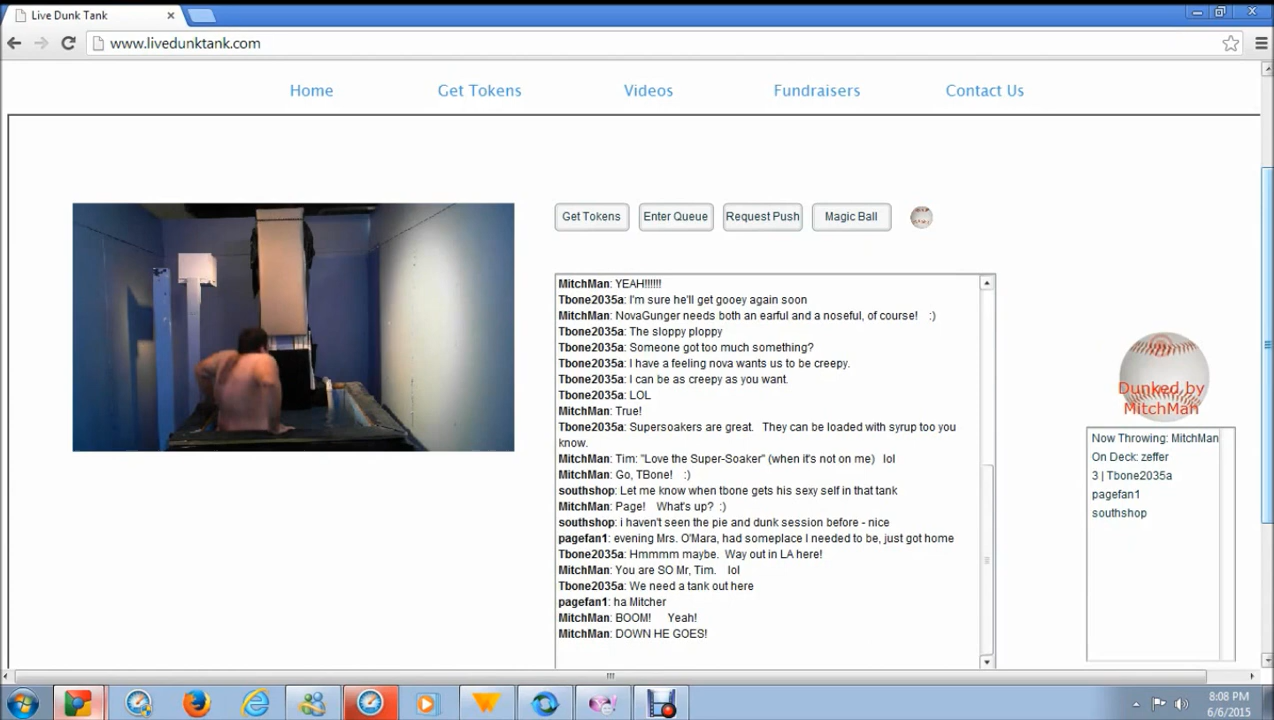 Live Dunk Tank
www.livedunktank.com
Home
Get Tokens
Videos
Fundraisers
Contact Us
Get Tokens
Enter Queue
Request Push
Magic Ball
MitchMan: YEAH!!!!!!
Tbone2035a: I'm sure he'll get gooey again soon
MitchMan: NovaGunger needs both an earful and a noseful, of course! :)
Tbone2035a: The sloppy ploppy
Tbone2035a: Someone got too much something?
Tbone2035a: I have a feeling nova wants us to be creepy.
Tbone2035a: I can be as creepy as you want.
Tbone2035a: LOL
MitchMan: True!
Tbone2035a: Supersoakers are great. They can be loaded with syrup too you
know.
MitchMan: Tim: "Love the Super-Soaker" (when it's not on me) lol
MitchMan: Go, TBone! :)
southshop: Let me know when tbone gets his sexy self in that tank
MitchMan: Page! What's up? :)
southshop: i haven't seen the pie and dunk session before - nice
pagefan1: evening Mrs. O'Mara, had someplace I needed to be, just got home
Tbone2035a: Hmmmm maybe. Way out in LA here!
MitchMan: You are SO Mr, Tim. lol
Tbone2035a: We need a tank out here
pagefan1: ha Mitcher
MitchMan: BOOM! Yeah!
MitchMan: DOWN HE GOES!
Dunked by
MitchMan
Now Throwing: MitchMan
On Deck: zeffer
3 | Tbone2035a
pagefan1
southshop
8:08 PM
6/6/2015